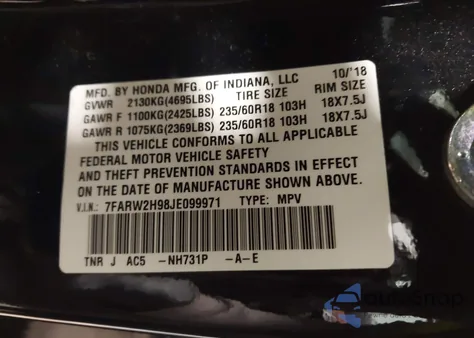 MFD. BY HONDA MFG. OF INDIANA, LLC 10/'18
GVWR 2130KG(4695LBS) TIRE SIZE RIM SIZE
GAWR F 1100KG(2425LBS) 235/60R18 103H 18X7.5J
GAWR R 1075KG(2369LBS) 235/60R18 103H 18X7.5J
THIS VEHICLE CONFORMS TO ALL APPLICABLE
FEDERAL MOTOR VEHICLE SAFETY
AND THEFT PREVENTION STANDARDS IN EFFECT
ON THE DATE OF MANUFACTURE SHOWN ABOVE.
V.I.N.: 7FARW2H98JE099971 TYPE: MPV
TNR J AC5 -NH731P -A-E